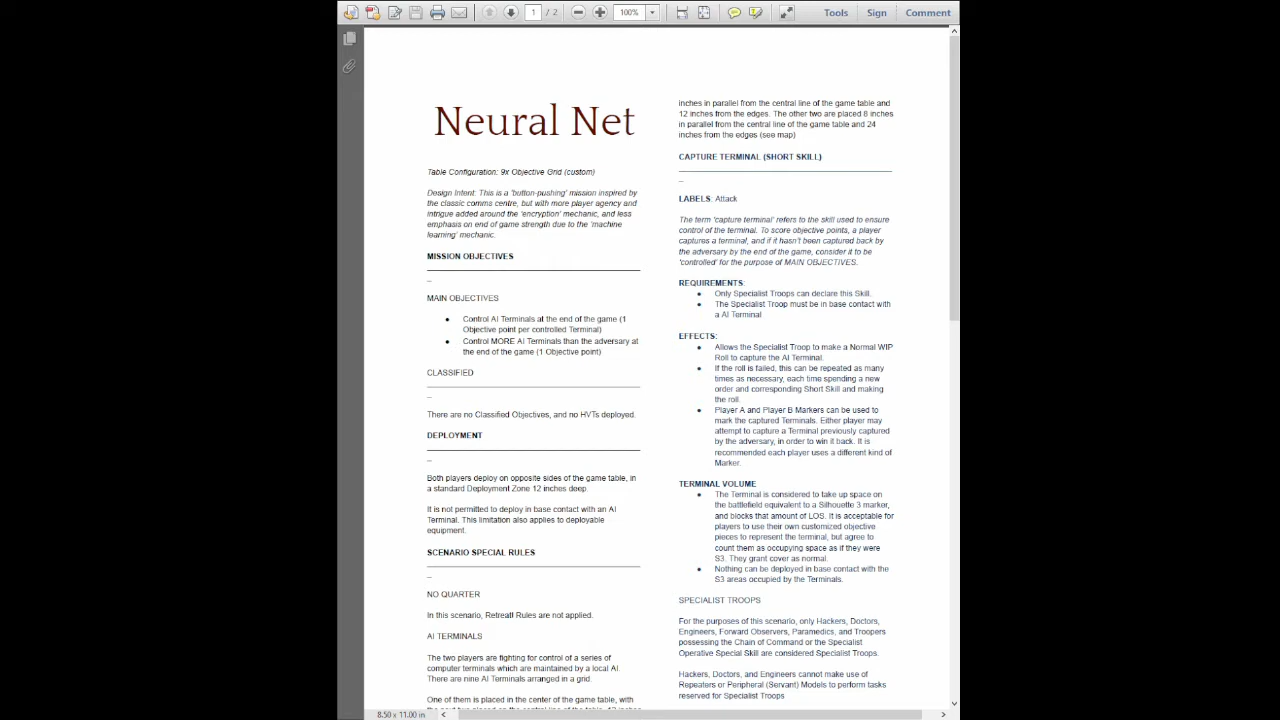 1 / 2
100%
Tools
Sign
Comment
Neural Net
Table Configuration: 9x Objective Grid (custom)
Design Intent: This is a 'button-pushing' mission inspired by
the classic comms centre, but with more player agency and
intrigue added around the 'encryption' mechanic, and less
emphasis on end of game strength due to the 'machine
learning' mechanic.
MISSION OBJECTIVES
MAIN OBJECTIVES
• Control AI Terminals at the end of the game (1
Objective point per controlled Terminal)
• Control MORE AI Terminals than the adversary at
the end of the game (1 Objective point)
CLASSIFIED
There are no Classified Objectives, and no HVTs deployed.
DEPLOYMENT
Both players deploy on opposite sides of the game table, in
a standard Deployment Zone 12 inches deep.
It is not permitted to deploy in base contact with an AI
Terminal. This limitation also applies to deployable
equipment.
SCENARIO SPECIAL RULES
NO QUARTER
In this scenario, Retreat! Rules are not applied.
AI TERMINALS
The two players are fighting for control of a series of
computer terminals which are maintained by a local AI.
There are nine AI Terminals arranged in a grid.
One of them is placed in the center of the game table, with
inches in parallel from the central line of the game table and
12 inches from the edges. The other two are placed 8 inches
in parallel from the central line of the game table and 24
inches from the edges (see map)
CAPTURE TERMINAL (SHORT SKILL)
LABELS: Attack
The term 'capture terminal' refers to the skill used to ensure
control of the terminal. To score objective points, a player
captures a terminal, and if it hasn't been captured back by
the adversary by the end of the game, consider it to be
'controlled' for the purpose of MAIN OBJECTIVES.
REQUIREMENTS:
• Only Specialist Troops can declare this Skill.
• The Specialist Troop must be in base contact with
a AI Terminal
EFFECTS:
• Allows the Specialist Troop to make a Normal WIP
Roll to capture the AI Terminal.
• If the roll is failed, this can be repeated as many
times as necessary, each time spending a new
order and corresponding Short Skill and making
the roll.
• Player A and Player B Markers can be used to
mark the captured Terminals. Either player may
attempt to capture a Terminal previously captured
by the adversary, in order to win it back. It is
recommended each player uses a different kind of
Marker.
TERMINAL VOLUME
• The Terminal is considered to take up space on
the battlefield equivalent to a Silhouette 3 marker,
and blocks that amount of LOS. It is acceptable for
players to use their own customized objective
pieces to represent the terminal, but agree to
count them as occupying space as if they were
S3. They grant cover as normal.
• Nothing can be deployed in base contact with the
S3 areas occupied by the Terminals.
SPECIALIST TROOPS
For the purposes of this scenario, only Hackers, Doctors,
Engineers, Forward Observers, Paramedics, and Troopers
possessing the Chain of Command or the Specialist
Operative Special Skill are considered Specialist Troops.
Hackers, Doctors, and Engineers cannot make use of
Repeaters or Peripheral (Servant) Models to perform tasks
reserved for Specialist Troops
8.50 x 11.00 in